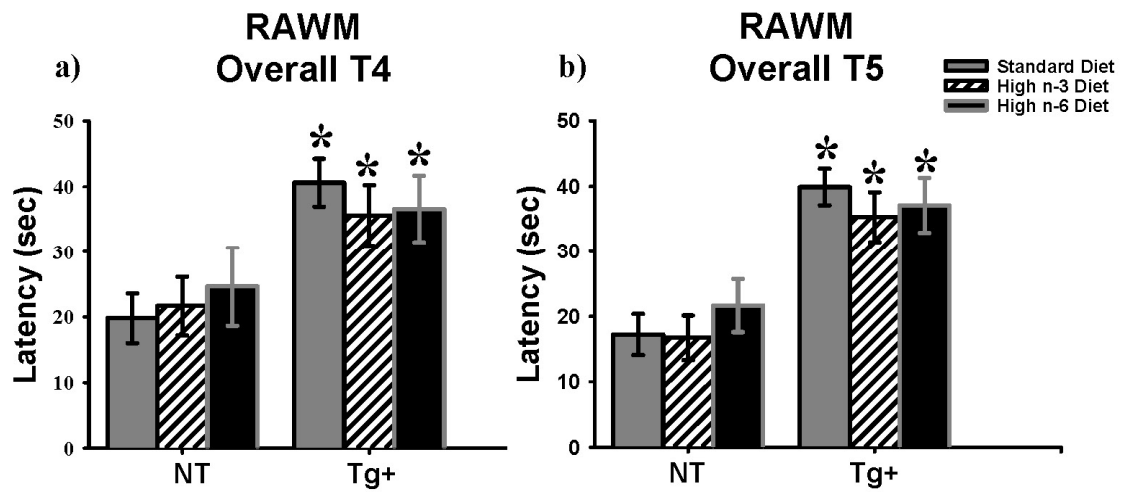 RAWM
Overall T4
a)
50
40
30
20
10
0
Latency (sec)
* * *
NT Tg+
RAWM
Overall T5
b)
Standard Diet
High n-3 Diet
High n-6 Diet
50
40
30
20
10
0
Latency (sec)
* * *
NT Tg+